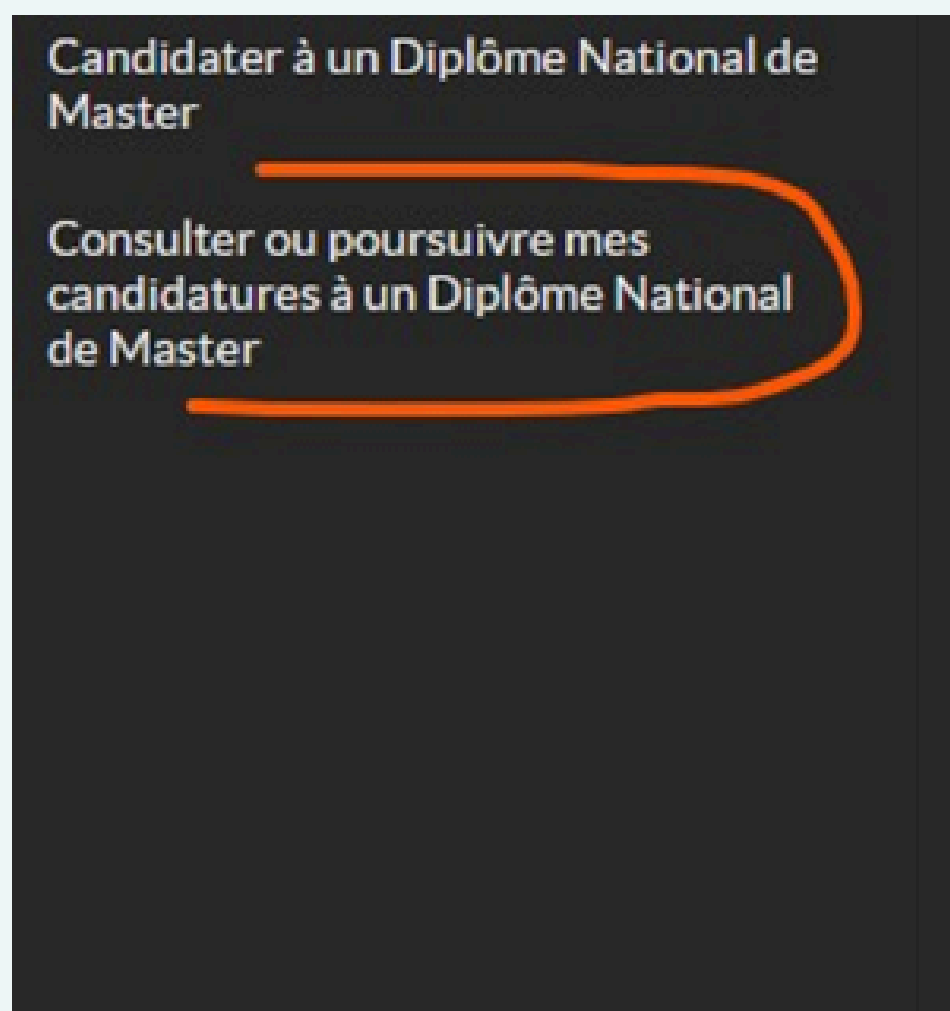 Candidater à un Diplôme National de
Master
Consulter ou poursuivre mes
candidatures à un Diplôme National
de Master